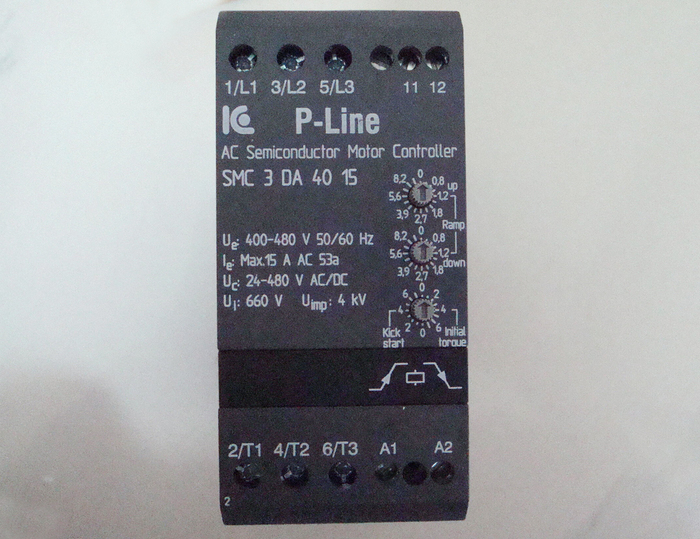 1/L1 3/L2 5/L3 11 12
IC P-Line
AC Semiconductor Motor Controller
SMC 3 DA 40 15
8,2 0 0,8 up
5,6 1,2
3,9 2,7 1,8
Ramp
8,2 0 0,8
5,6 1,2
3,9 2,7 1,8 down
Ue: 400-480 V 50/60 Hz
Ie: Max.15 A AC 53a
Uc: 24-480 V AC/DC
Ui: 660 V Uimp: 4 kV
6 0 2
4 4
2 0 6
Kick start
Initial torque
2/T1 4/T2 6/T3 A1 A2
2